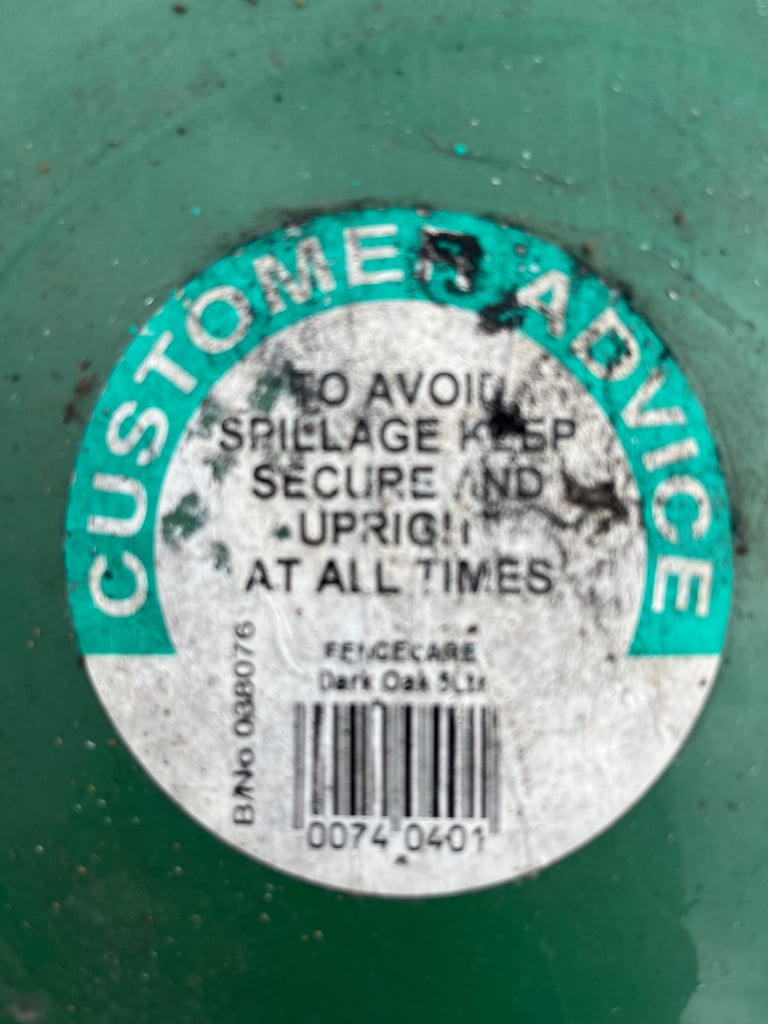 CUSTOMER ADVICE
TO AVOID
SPILLAGE KEEP
SECURE AND
UPRIGHT
AT ALL TIMES
FENCECARE
Dark Oak 5Ltr
B/No 038076
0074 0401